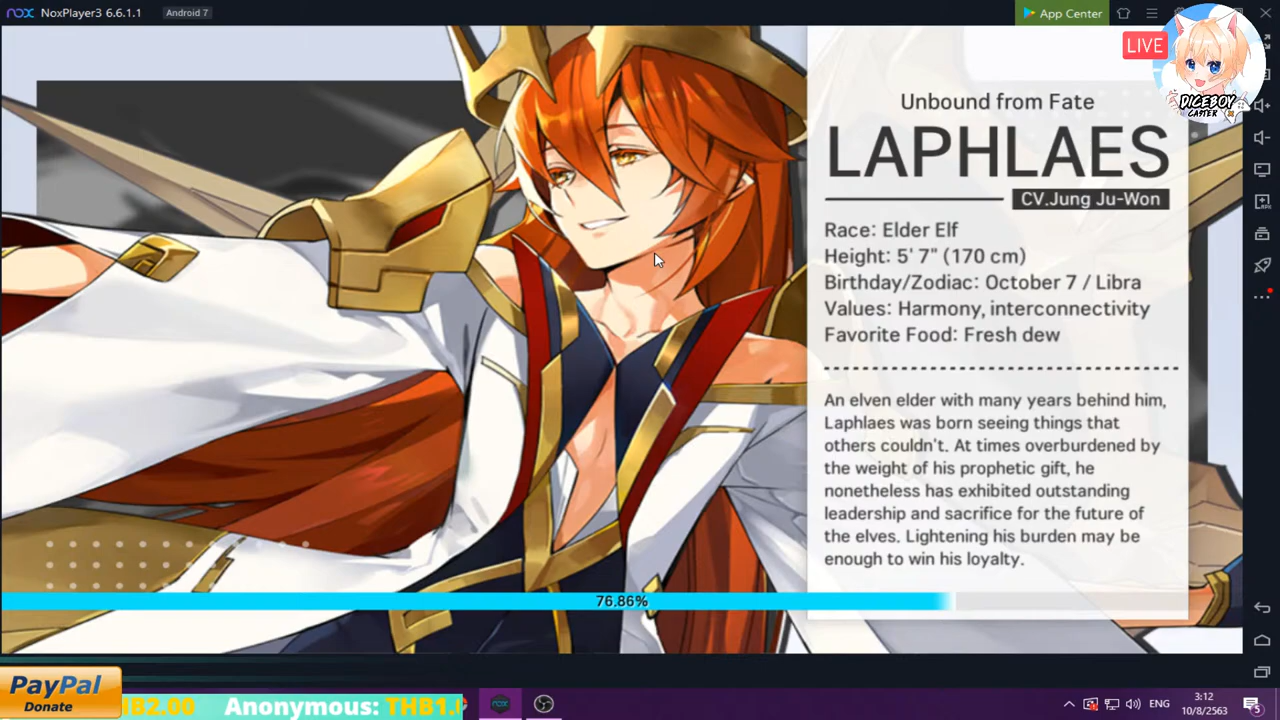 nox NoxPlayer3 6.6.1.1 Android 7 App Center
LIVE
DICEBOY
CASTER
Unbound from Fate
LAPHLAES
CV.Jung Ju-Won
Race: Elder Elf
Height: 5' 7" (170 cm)
Birthday/Zodiac: October 7 / Libra
Values: Harmony, interconnectivity
Favorite Food: Fresh dew
An elven elder with many years behind him,
Laphlaes was born seeing things that
others couldn't. At times overburdened by
the weight of his prophetic gift, he
nonetheless has exhibited outstanding
leadership and sacrifice for the future of
the elves. Lightening his burden may be
enough to win his loyalty.
76.86%
PayPal
Donate
Anonymous:
nox
ENG
3:12
10/8/2563
5